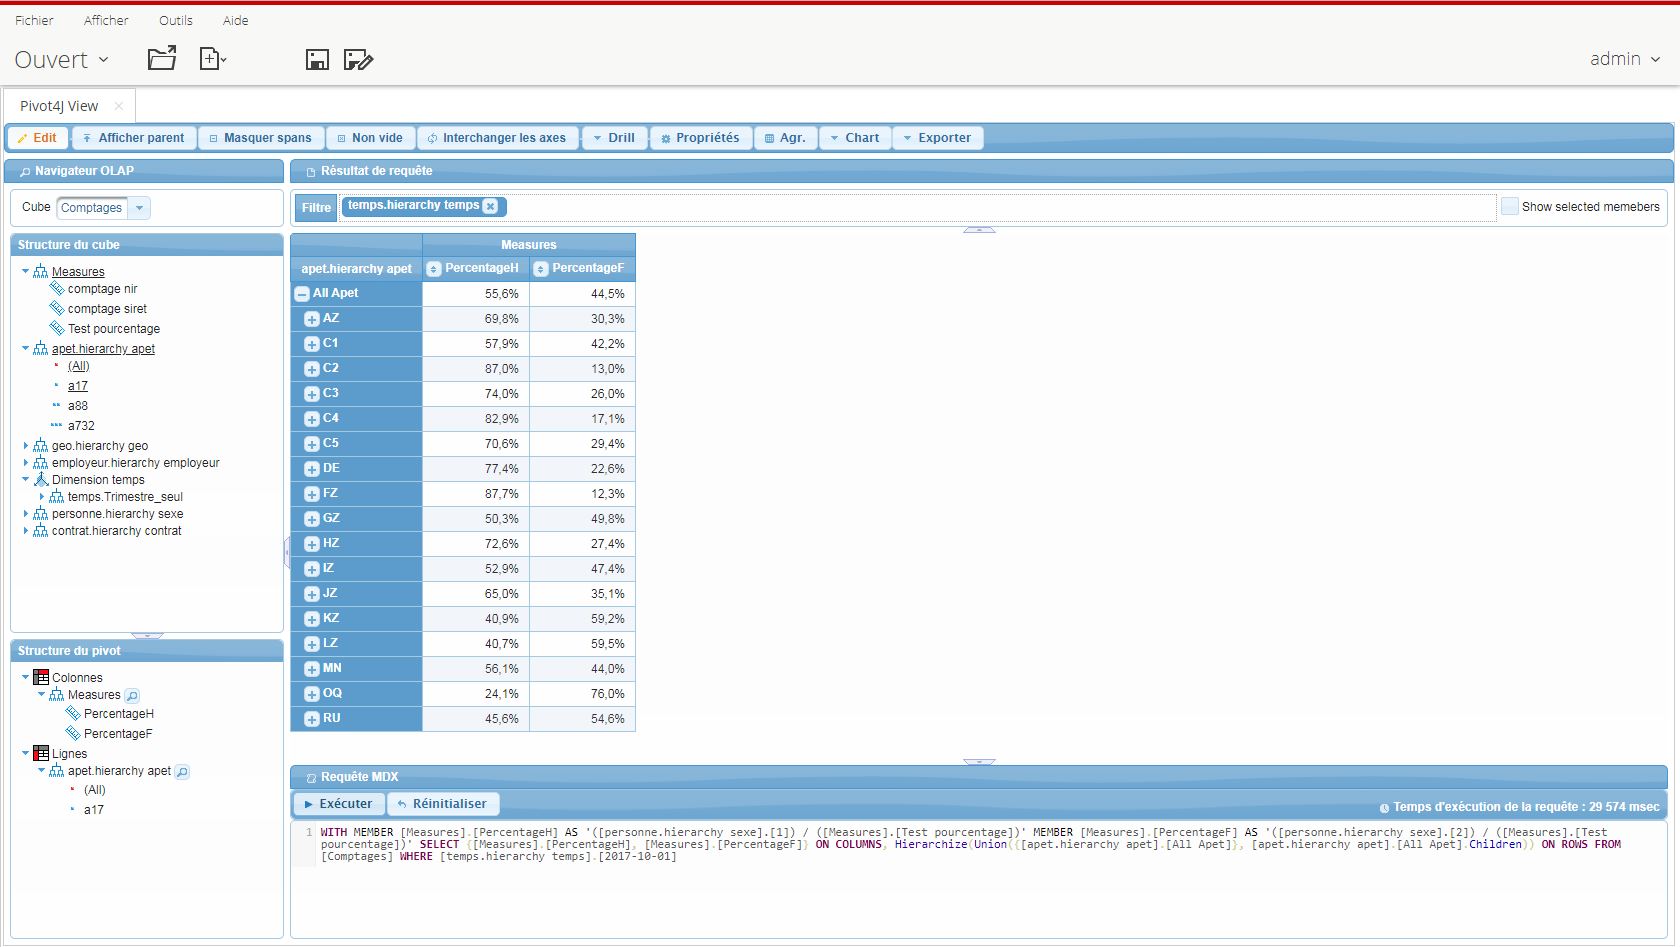 Fichier Afficher Outils Aide
Ouvert
admin
Pivot4J View
Edit Afficher parent Masquer spans Non vide Interchanger les axes Drill Propriétés Agr. Chart Exporter
Navigateur OLAP
Résultat de requête
Cube Comptages
Filtre temps.hierarchy temps Show selected memebers
Structure du cube
Measures
comptage nir
comptage siret
Test pourcentage
apet.hierarchy apet
(All)
a17
a88
a732
geo.hierarchy geo
employeur.hierarchy employeur
Dimension temps
temps.Trimestre_seul
personne.hierarchy sexe
contrat.hierarchy contrat
Measures
apet.hierarchy apet PercentageH PercentageF
All Apet 55,6% 44,5%
AZ 69,8% 30,3%
C1 57,9% 42,2%
C2 87,0% 13,0%
C3 74,0% 26,0%
C4 82,9% 17,1%
C5 70,6% 29,4%
DE 77,4% 22,6%
FZ 87,7% 12,3%
GZ 50,3% 49,8%
HZ 72,6% 27,4%
IZ 52,9% 47,4%
JZ 65,0% 35,1%
KZ 40,9% 59,2%
LZ 40,7% 59,5%
MN 56,1% 44,0%
OQ 24,1% 76,0%
RU 45,6% 54,6%
Structure du pivot
Colonnes
Measures
PercentageH
PercentageF
Lignes
apet.hierarchy apet
(All)
a17
Requête MDX
Exécuter Réinitialiser Temps d'exécution de la requête : 29 574 msec
1 WITH MEMBER [Measures].[PercentageH] AS '([personne.hierarchy sexe].[1]) / ([Measures].[Test pourcentage])' MEMBER [Measures].[PercentageF] AS '([personne.hierarchy sexe].[2]) / ([Measures].[Test
pourcentage])' SELECT {[Measures].[PercentageH], [Measures].[PercentageF]} ON COLUMNS, Hierarchize(Union({[apet.hierarchy apet].[All Apet]}, [apet.hierarchy apet].[All Apet].Children)) ON ROWS FROM
[Comptages] WHERE [temps.hierarchy temps].[2017-10-01]